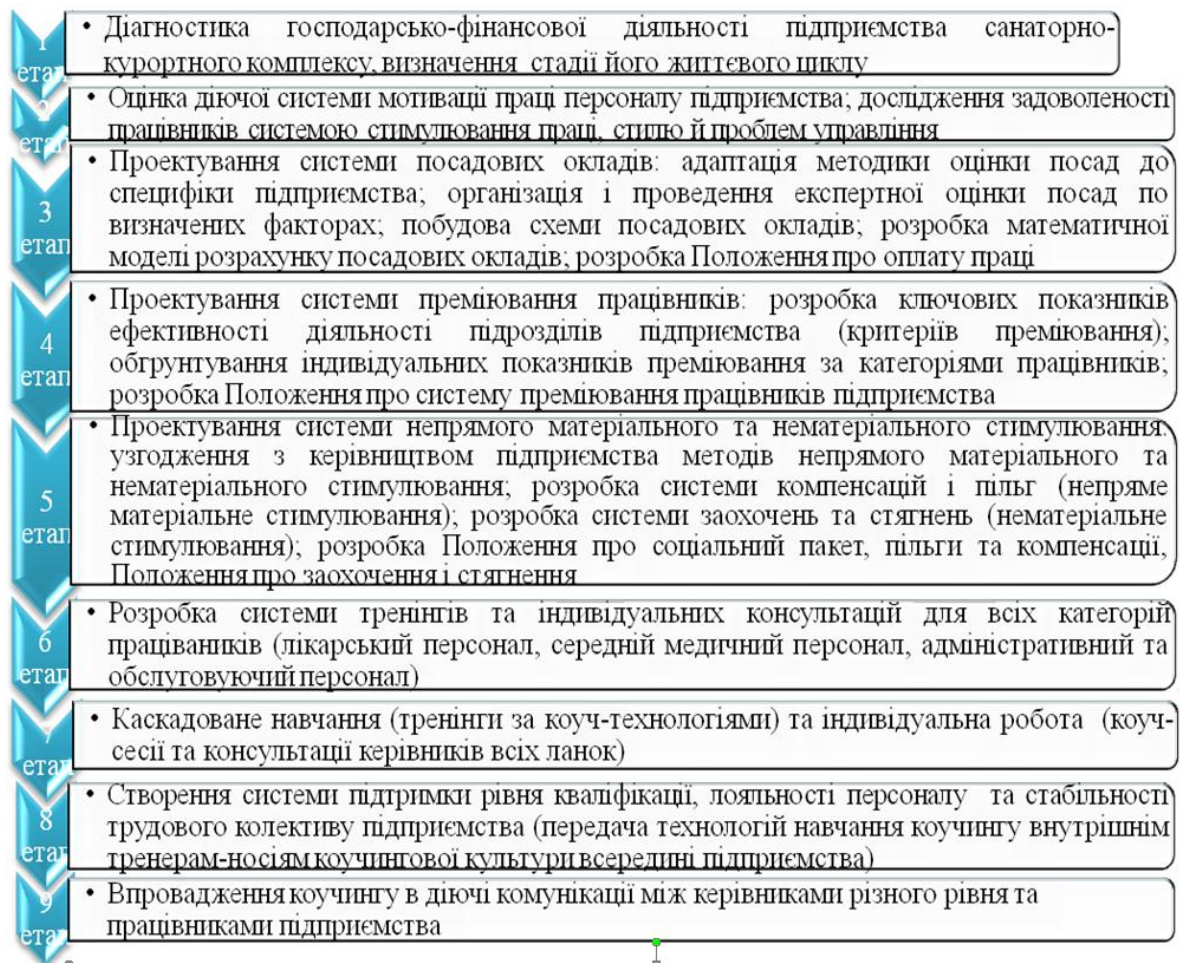 1
етап
• Діагностика господарсько-фінансової діяльності підприємства санаторно-
курортного комплексу, визначення стадії його життєвого циклу
2
етап
• Оцінка діючої системи мотивації праці персоналу підприємства; дослідження задоволеності
працівників системою стимулювання праці, стилю й проблем управління
3
етап
• Проектування системи посадових окладів: адаптація методики оцінки посад до
специфіки підприємства; організація і проведення експертної оцінки посад по
визначених факторах; побудова схеми посадових окладів; розробка математичної
моделі розрахунку посадових окладів; розробка Положення про оплату праці
4
етап
• Проектування системи преміювання працівників: розробка ключових показників
ефективності діяльності підрозділів підприємства (критеріїв преміювання);
обгрунтування індивідуальних показників преміювання за категоріями працівників;
розробка Положення про систему преміювання працівників підприємства
5
етап
• Проектування системи непрямого матеріального та нематеріального стимулювання:
узгодження з керівництвом підприємства методів непрямого матеріального та
нематеріального стимулювання; розробка системи компенсацій і пільг (непряме
матеріальне стимулювання); розробка системи заохочень та стягнень (нематеріальне
стимулювання); розробка Положення про соціальний пакет, пільги та компенсації,
Положення про заохочення і стягнення
6
етап
• Розробка системи тренінгів та індивідуальних консультацій для всіх категорій
праціваників (лікарський персонал, середній медичний персонал, адміністративний та
обслуговуючий персонал)
7
етап
• Каскадоване навчання (тренінги за коуч-технологіями) та індивідуальна робота (коуч-
сесії та консультації керівників всіх ланок)
8
етап
• Створення системи підтримки рівня кваліфікації, лояльності персоналу та стабільності
трудового колективу підприємства (передача технологій навчання коучингу внутрішнім
тренерам-носіям коучингової культури всередині підприємства)
9
етап
• Впровадження коучингу в діючі комунікації між керівниками різного рівня та
працівниками підприємства